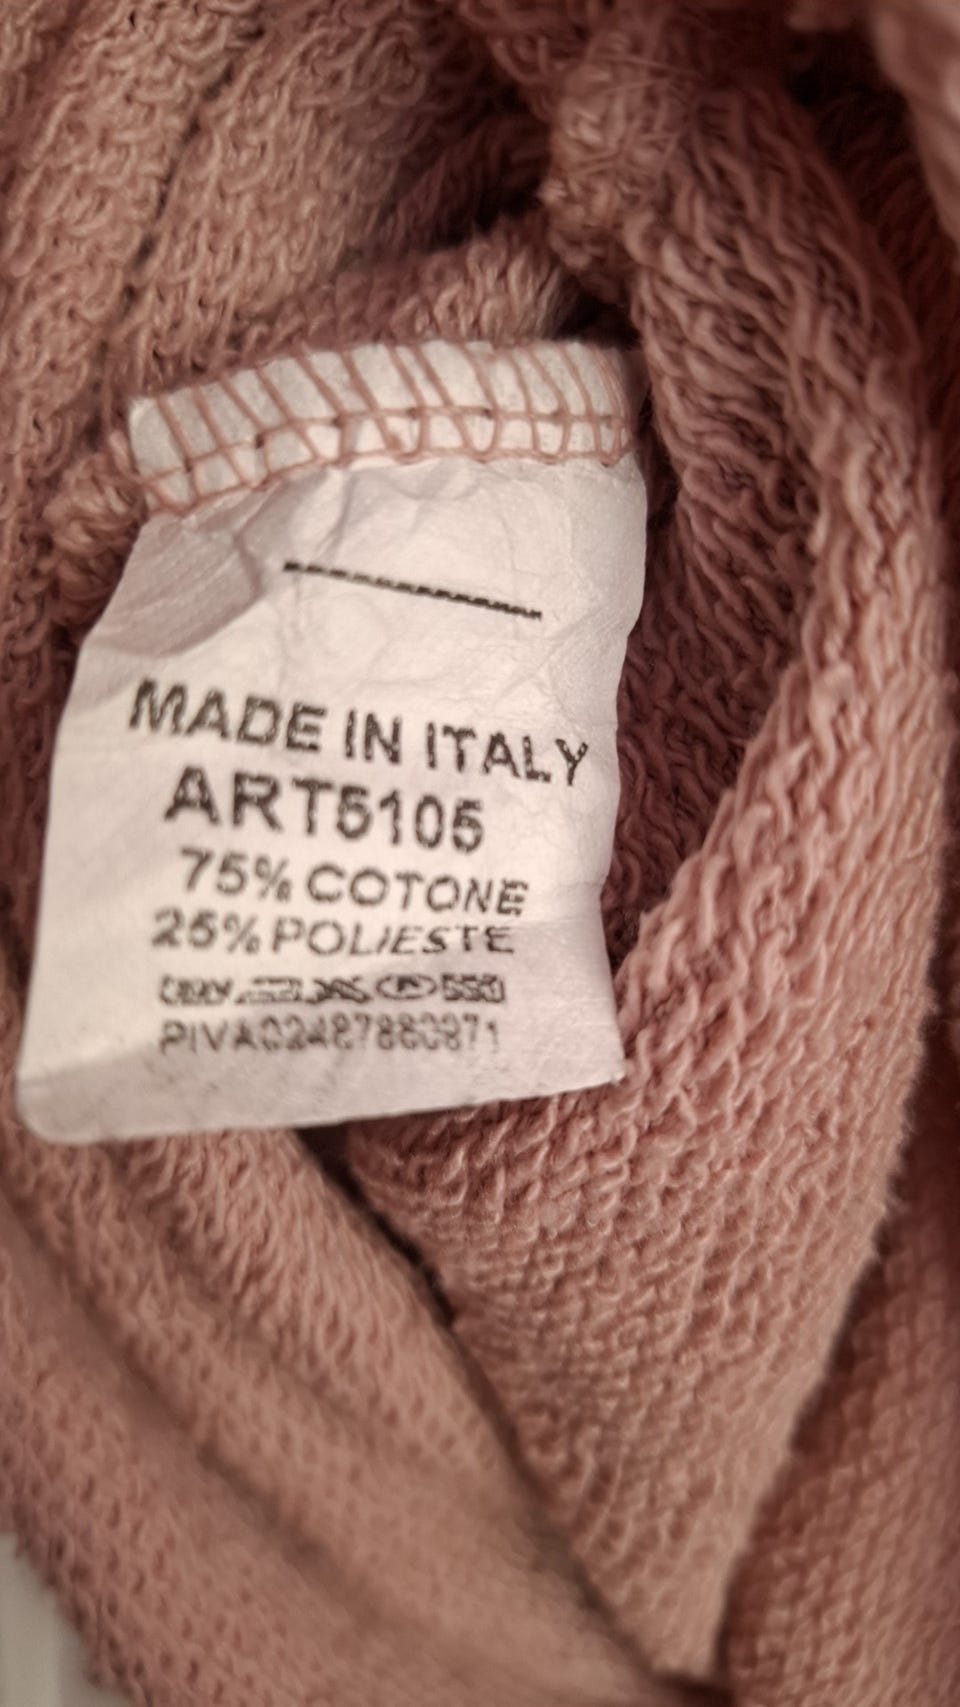 MADE IN ITALY
ART5105
75% COTONE
25% POLIESTE